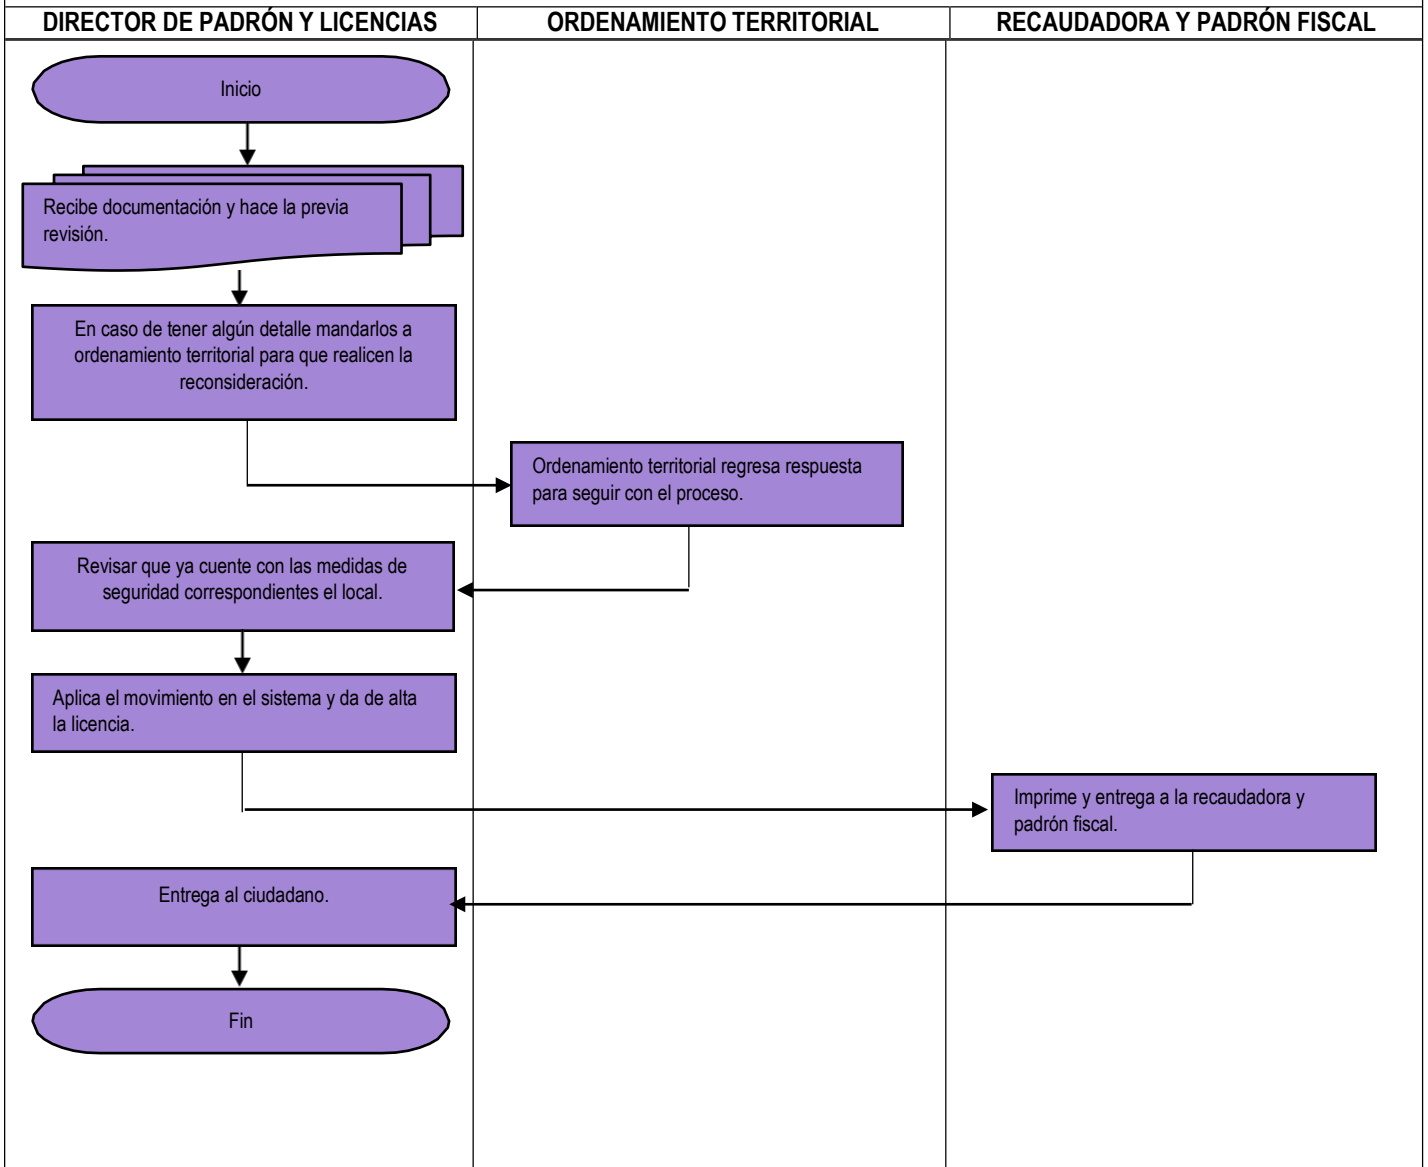 DIRECTOR DE PADRÓN Y LICENCIAS
ORDENAMIENTO TERRITORIAL
RECAUDADORA Y PADRÓN FISCAL
Inicio
Recibe documentación y hace la previa
revisión.
En caso de tener algún detalle mandarlos a
ordenamiento territorial para que realicen la
reconsideración.
Ordenamiento territorial regresa respuesta
para seguir con el proceso.
Revisar que ya cuente con las medidas de
seguridad correspondientes el local.
Aplica el movimiento en el sistema y da de alta
la licencia.
Imprime y entrega a la recaudadora y
padrón fiscal.
Entrega al ciudadano.
Fin